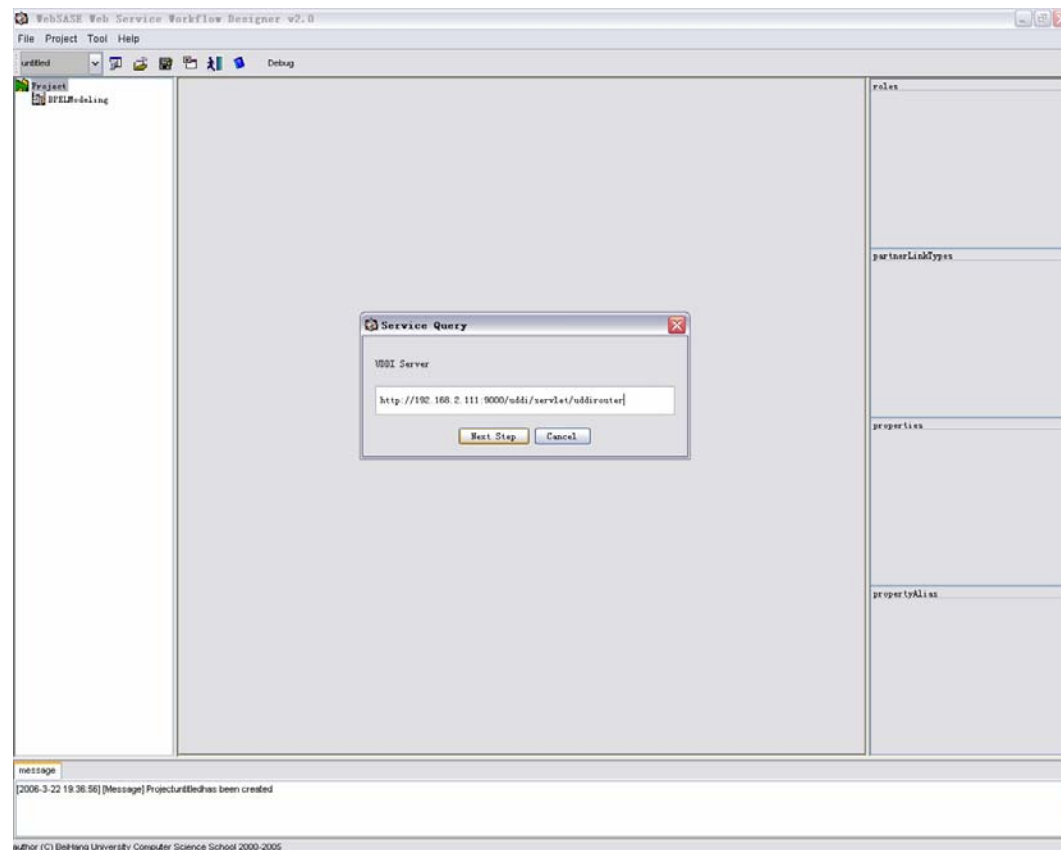 WebSASE Web Service Workflow Designer v2.0
File Project Tool Help
untitled Debug
Project
BPELModeling
roles
partnerLinkTypes
properties
propertyAlias
Service Query
UDDI Server
http://192.168.2.111:9000/uddi/servlet/uddirouter
Next Step Cancel
message
[2006-3-22 19:36:56] [Message] Projectuntitledhas been created
author (C) BeiHang University Computer Science School 2000-2005